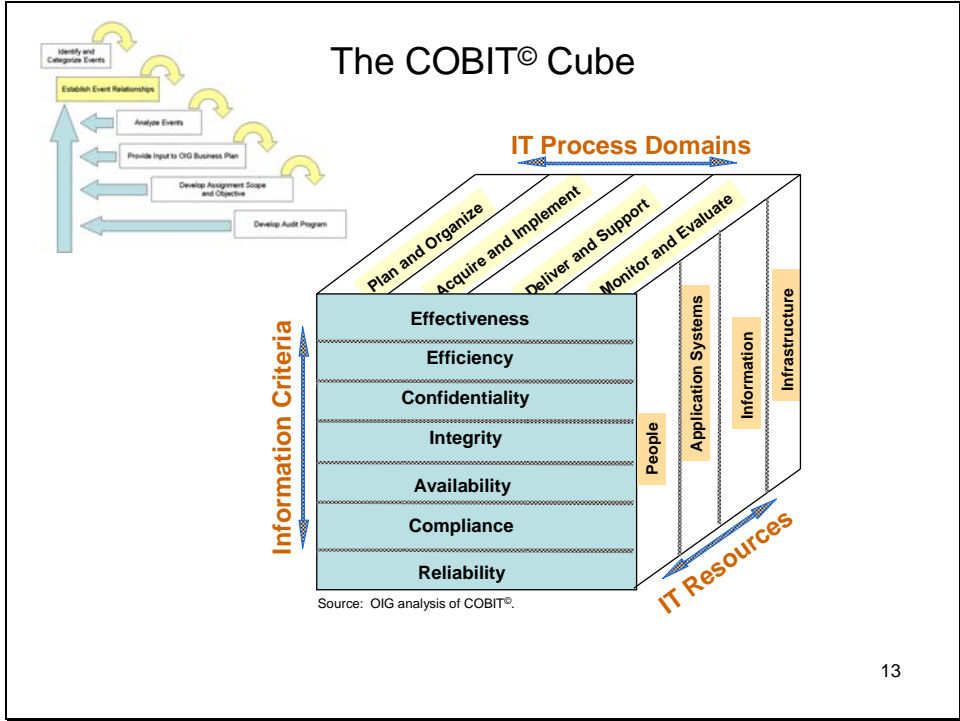 The COBIT© Cube
Identify and
Categorize Events
Establish Event Relationships
Analyze Events
Provide Input to OIG Business Plan
Develop Assignment Scope
and Objective
Develop Audit Program
IT Process Domains
Plan and Organize
Acquire and Implement
Deliver and Support
Monitor and Evaluate
Information Criteria
Effectiveness
Efficiency
Confidentiality
Integrity
Availability
Compliance
Reliability
People
Application Systems
Information
Infrastructure
IT Resources
Source: OIG analysis of COBIT©.
13